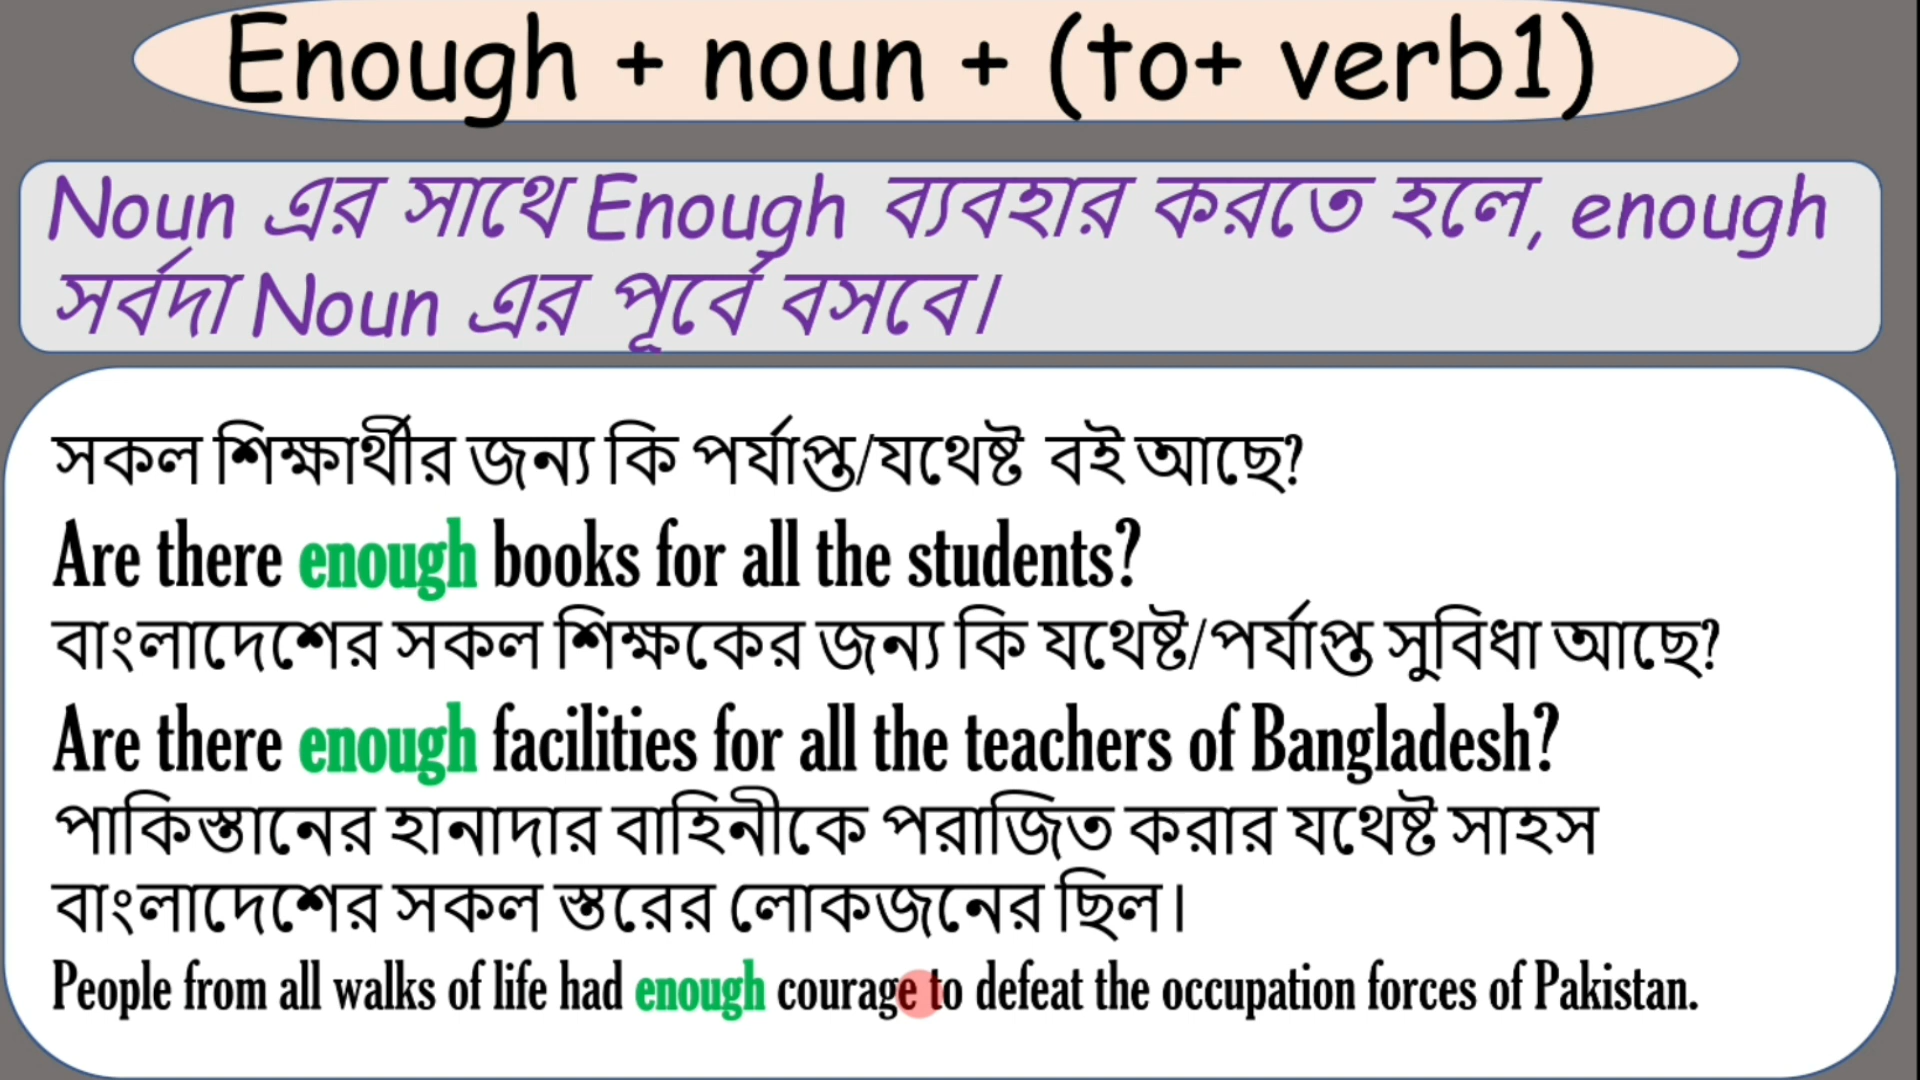 Enough + noun + (to+ verb1)
Noun এর সাথে Enough ব্যবহার করতে হলে, enough
সর্বদা Noun এর পূর্বে বসবে।
সকল শিক্ষার্থীর জন্য কি পর্যাপ্ত/যথেষ্ট বই আছে?
Are there enough books for all the students?
বাংলাদেশের সকল শিক্ষকের জন্য কি যথেষ্ট/পর্যাপ্ত সুবিধা আছে?
Are there enough facilities for all the teachers of Bangladesh?
পাকিস্তানের হানাদার বাহিনীকে পরাজিত করার যথেষ্ট সাহস
বাংলাদেশের সকল স্তরের লোকজনের ছিল।
People from all walks of life had enough courage to defeat the occupation forces of Pakistan.